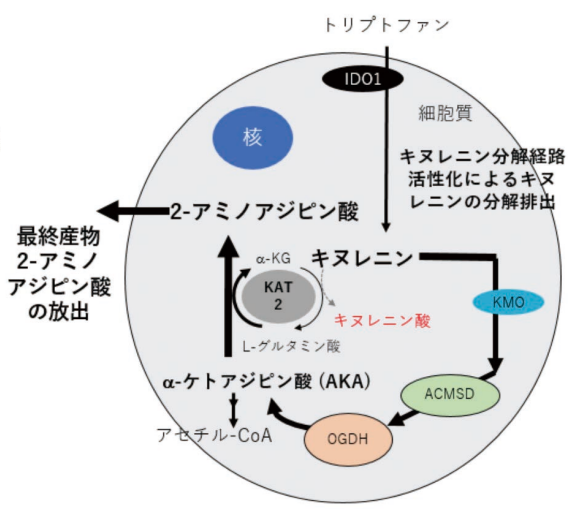 トリプトファン
IDO1
細胞質
核
キヌレニン分解経路
活性化によるキヌ
レニンの分解排出
2-アミノアジピン酸
最終産物
2-アミノ
アジピン酸
の放出
α-KG
キヌレニン
KAT
2
KMO
キヌレニン酸
L-グルタミン酸
α-ケトアジピン酸 (AKA)
ACMSD
アセチル-CoA
OGDH